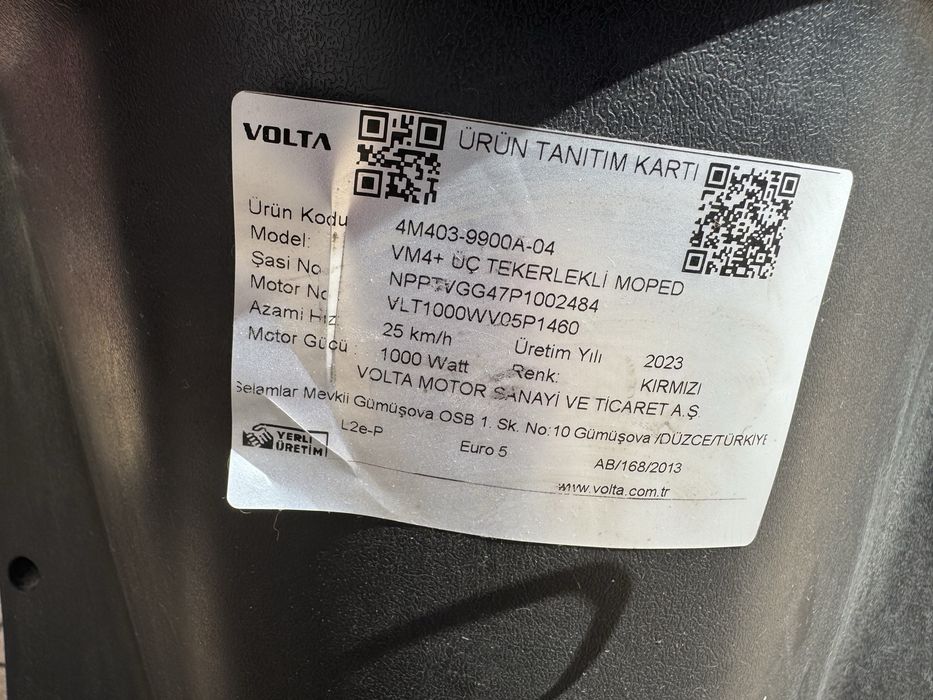 VOLTA
ÜRÜN TANITIM KARTI
Ürün Kodu 4M403-9900A-04
Model: VM4+ ÜÇ TEKERLEKLİ MOPED
Şasi No NPPTVGG47P1002484
Motor No VLT1000WV05P1460
Azami Hız 25 km/h Üretim Yılı 2023
Motor Gücü : 1000 Watt Renk: KIRMIZI
VOLTA MOTOR SANAYİ VE TİCARET A.Ş
Selamlar Mevkii Gümüşova OSB 1. Sk. No:10 Gümüşova /DÜZCE/TÜRKİYE
YERLİ
ÜRETİM
L2e-P Euro 5 AB/168/2013
www.volta.com.tr